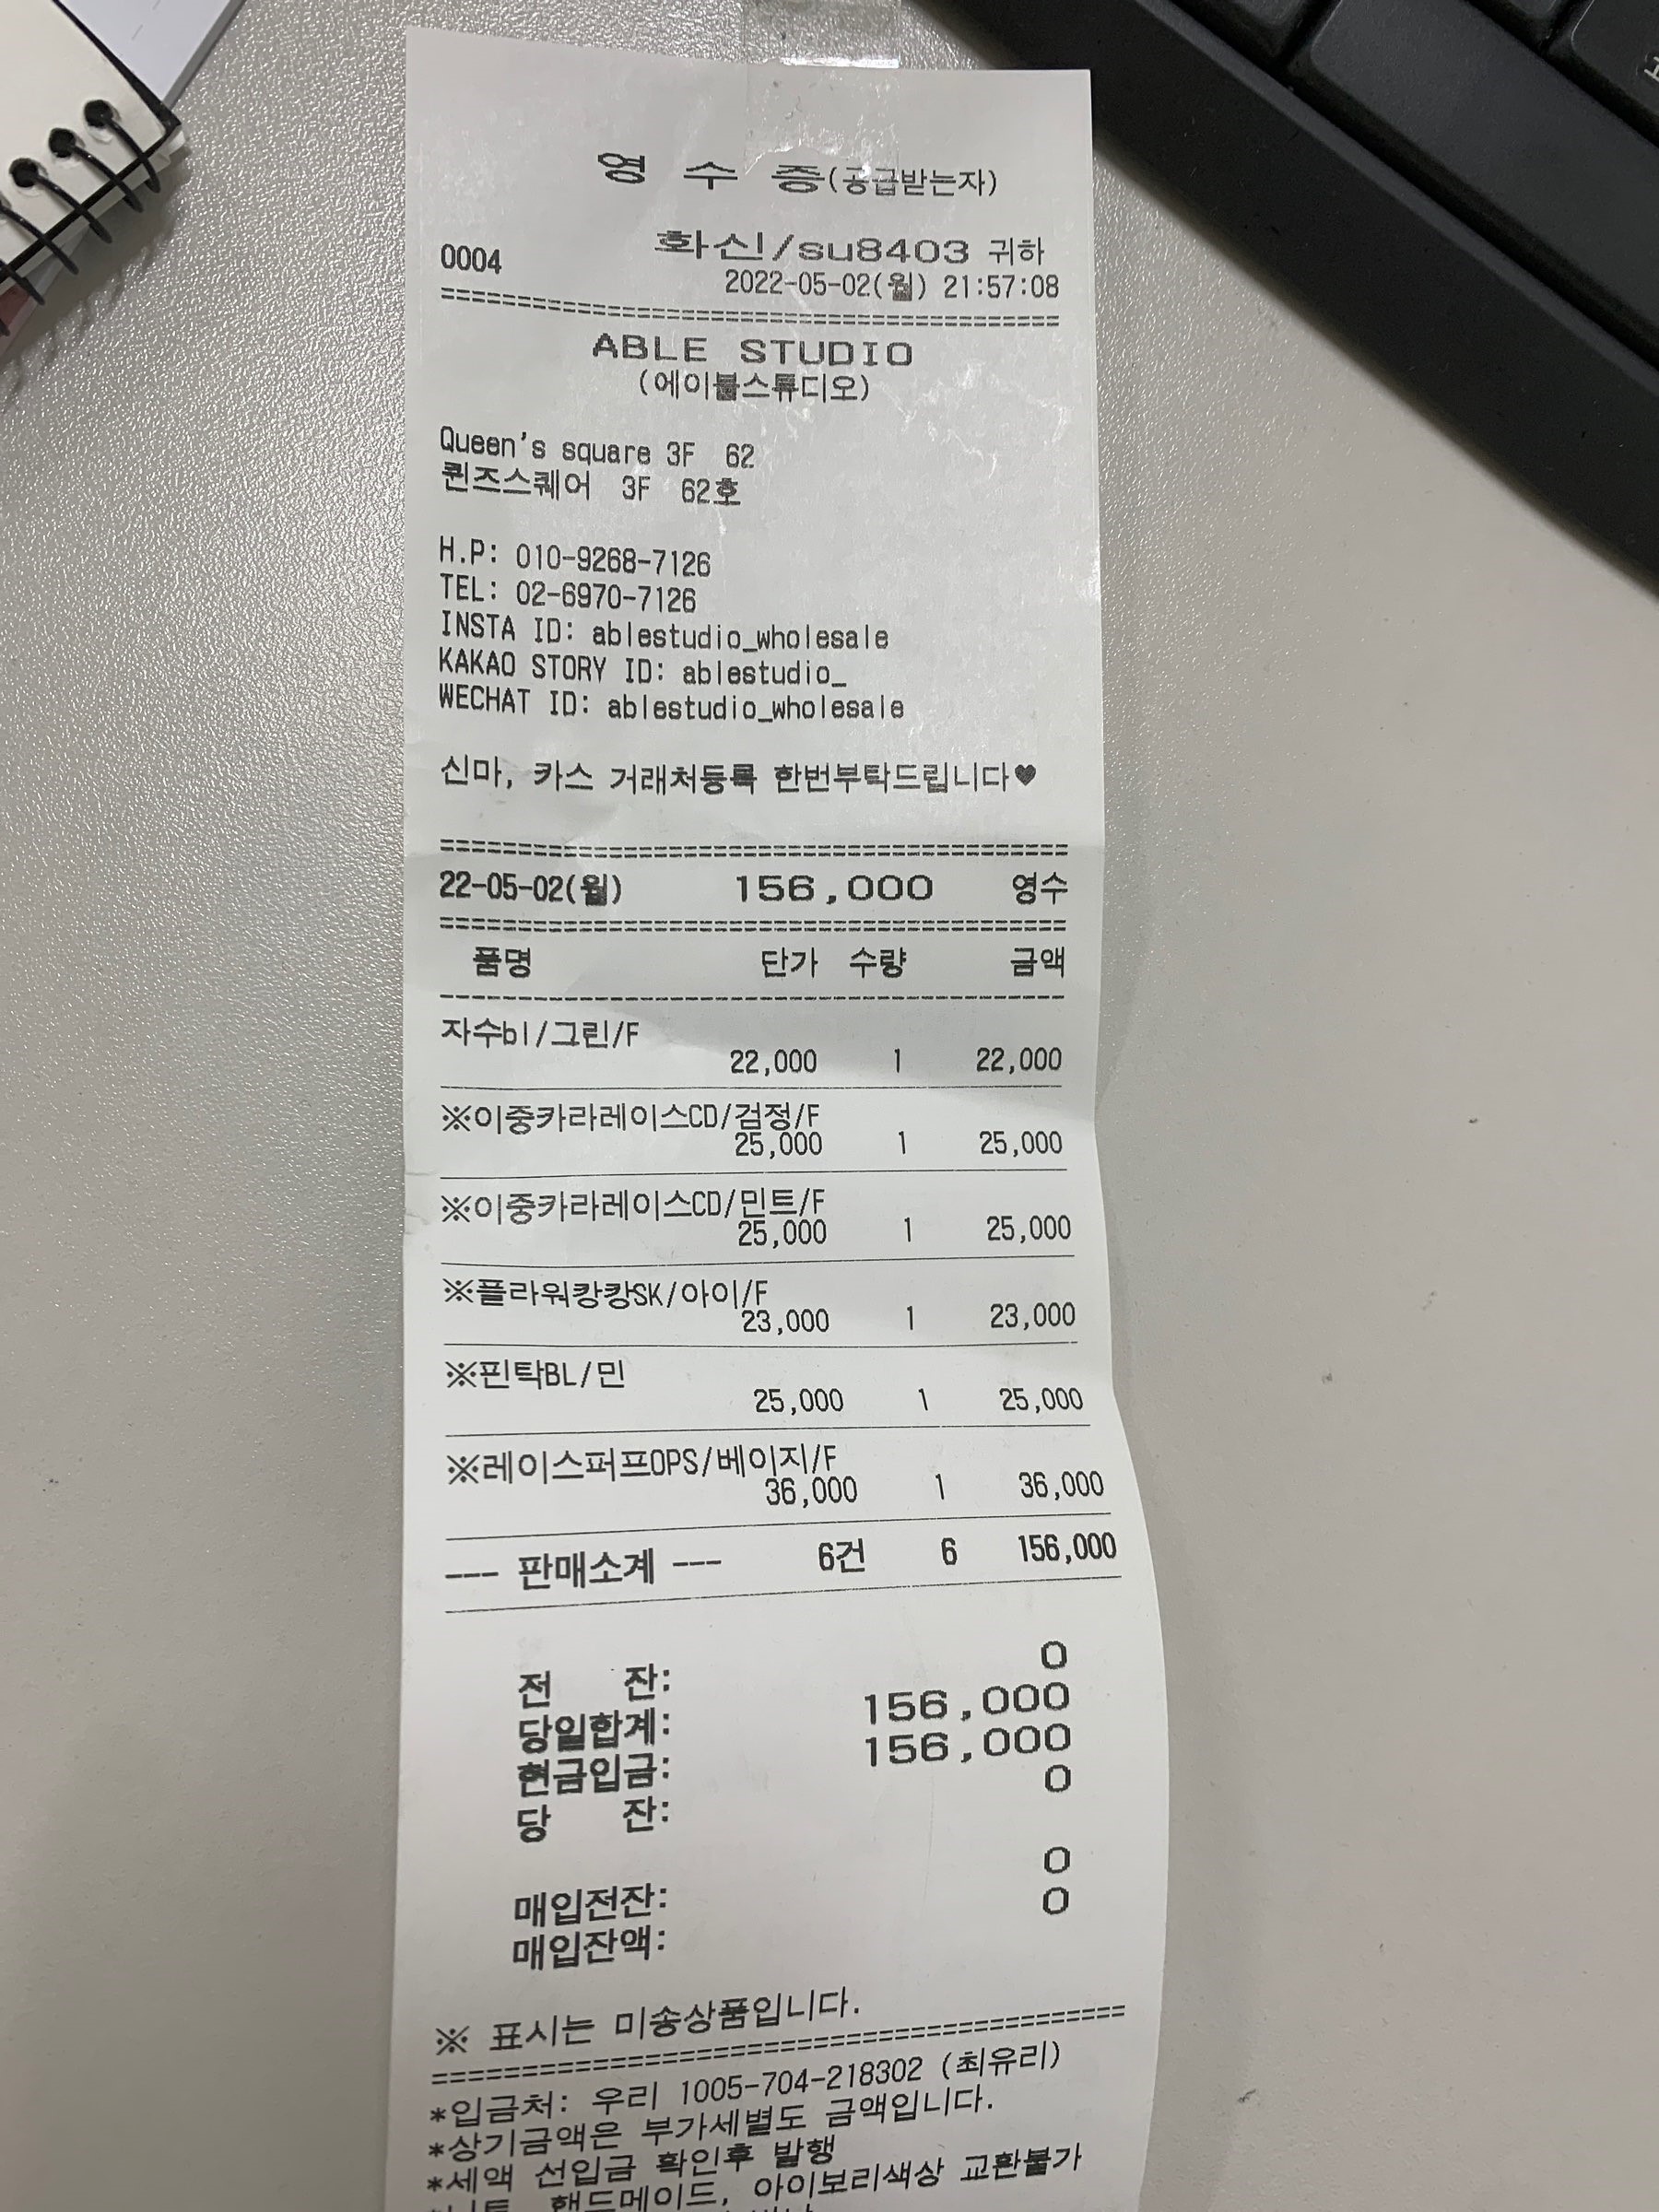 영 수 증(공급받는자)
0004 화신/su8403 귀하
2022-05-02(월) 21:57:08
=========================================
ABLE STUDIO
(에이블스튜디오)
Queen's square 3F 62
퀸즈스퀘어 3F 62호
H.P: 010-9268-7126
TEL: 02-6970-7126
INSTA ID: ablestudio_wholesale
KAKAO STORY ID: ablestudio_
WECHAT ID: ablestudio_wholesale
신마, 카스 거래처등록 한번부탁드립니다♥
=========================================
22-05-02(월) 156,000 영수
=========================================
품명 단가 수량 금액
-----------------------------------------
자수bl/그린/F
22,000 1 22,000
※이중카라레이스CD/검정/F
25,000 1 25,000
※이중카라레이스CD/민트/F
25,000 1 25,000
※플라워캉캉SK/아이/F
23,000 1 23,000
※핀탁BL/민
25,000 1 25,000
※레이스퍼프OPS/베이지/F
36,000 1 36,000
--- 판매소계 --- 6건 6 156,000
전 잔: 0
당일합계: 156,000
현금입금: 156,000
당 잔: 0
매입전잔: 0
매입잔액: 0
※ 표시는 미송상품입니다.
=========================================
*입금처: 우리 1005-704-218302 (최유리)
*상기금액은 부가세별도 금액입니다.
*세액 선입금 확인후 발행
핸드메이드, 아이보리색상 교환불가